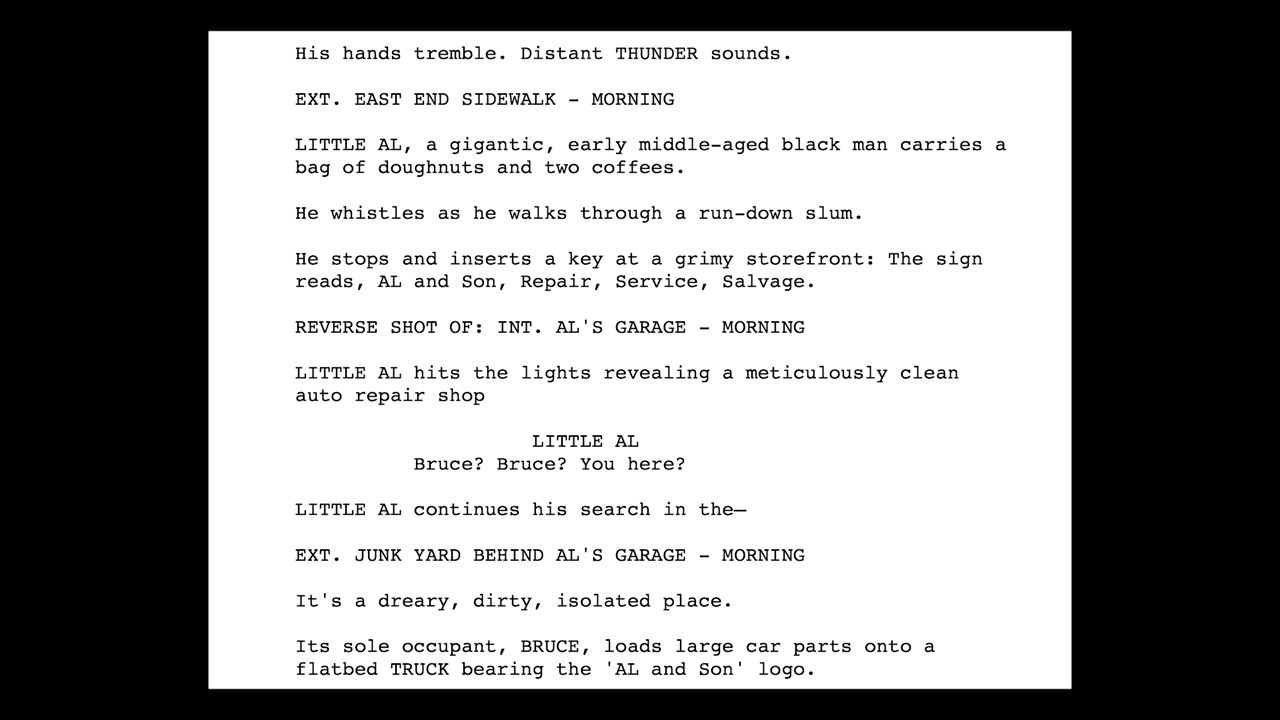 His hands tremble. Distant THUNDER sounds.
EXT. EAST END SIDEWALK – MORNING
LITTLE AL, a gigantic, early middle–aged black man carries a
bag of doughnuts and two coffees.
He whistles as he walks through a run–down slum.
He stops and inserts a key at a grimy storefront: The sign
reads, AL and Son, Repair, Service, Salvage.
REVERSE SHOT OF: INT. AL'S GARAGE – MORNING
LITTLE AL hits the lights revealing a meticulously clean
auto repair shop
LITTLE AL
Bruce? Bruce? You here?
LITTLE AL continues his search in the—
EXT. JUNK YARD BEHIND AL'S GARAGE – MORNING
It's a dreary, dirty, isolated place.
Its sole occupant, BRUCE, loads large car parts onto a
flatbed TRUCK bearing the 'AL and Son' logo.